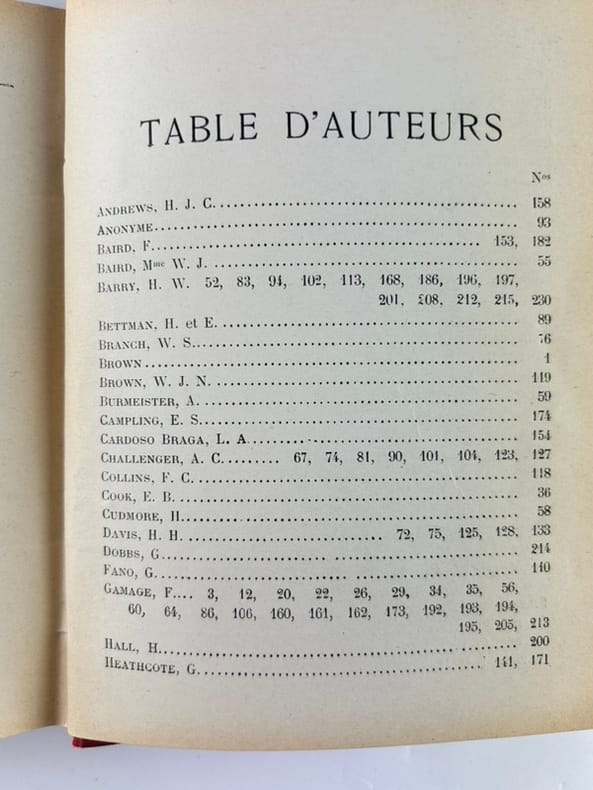 TABLE D'AUTEURS
Nos
ANDREWS, H. J. C. 158
ANONYME 93
BAIRD, F. 153, 182
BAIRD, Mme W. J. 55
BARRY, H. W. 52, 83, 94, 102, 113, 168, 186, 196, 197,
201, 208, 212, 215, 230
BETTMAN, H. et E. 89
BRANCH, W. S. 76
BROWN 1
BROWN, W. J. N. 119
BURMEISTER, A. 59
CAMPLING, E. S. 174
CARDOSO BRAGA, L. A. 154
CHALLENGER, A. C. 67, 74, 81, 90, 101, 104, 123, 127
COLLINS, F. C. 118
COOK, E. B. 36
CUDMORE, H. 58
DAVIS, H. H. 72, 75, 125, 128, 133
DOBBS, G. 214
FANO, G. 140
GAMAGE, F. 3, 12, 20, 22, 26, 29, 34, 35, 56,
60, 64, 86, 106, 160, 161, 162, 173, 192, 193, 194,
195, 205, 213
HALL, H. 200
HEATHCOTE, G. 141, 171